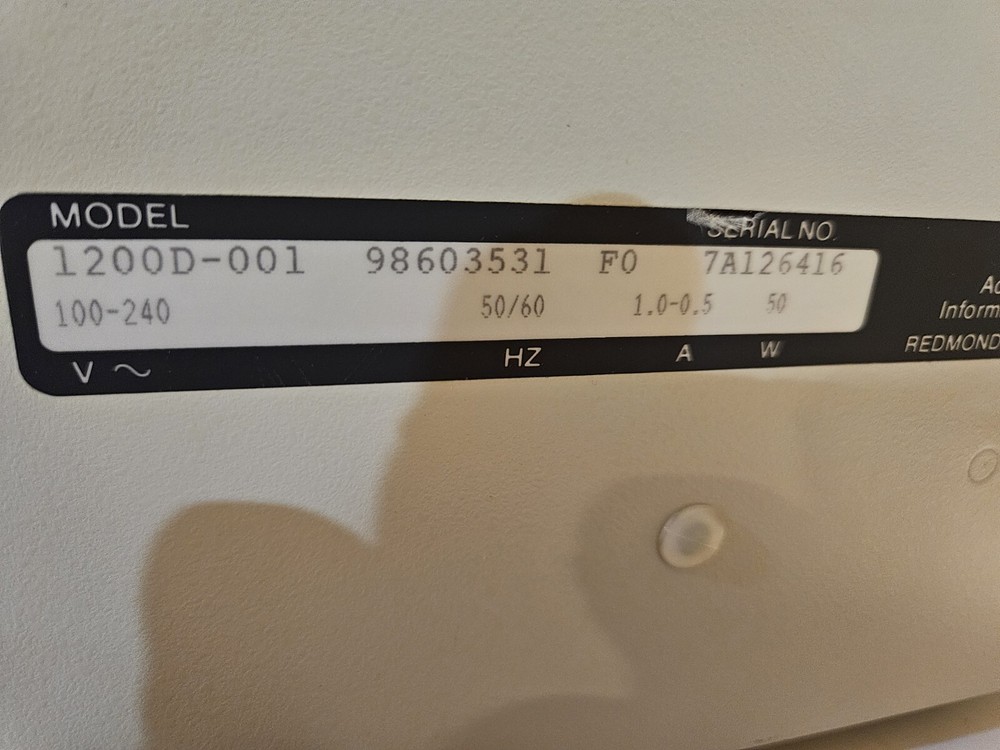 MODEL SERIAL NO.
1200D-001 98603531 F0 7A126416
100-240 50/60 1.0-0.5 50
V ~ HZ A W
REDMOND